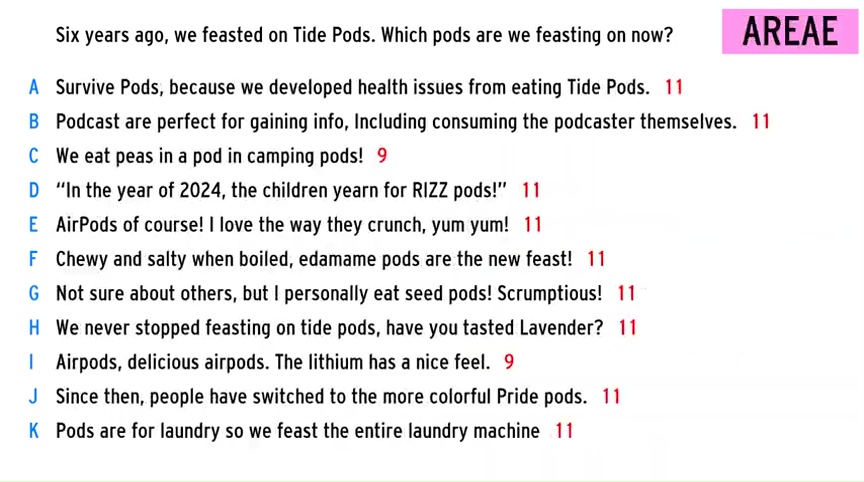 Six years ago, we feasted on Tide Pods. Which pods are we feasting on now?
AREAE
A Survive Pods, because we developed health issues from eating Tide Pods. 11
B Podcast are perfect for gaining info, Including consuming the podcaster themselves. 11
C We eat peas in a pod in camping pods! 9
D “In the year of 2024, the children yearn for RIZZ pods!” 11
E AirPods of course! I love the way they crunch, yum yum! 11
F Chewy and salty when boiled, edamame pods are the new feast! 11
G Not sure about others, but I personally eat seed pods! Scrumptious! 11
H We never stopped feasting on tide pods, have you tasted Lavender? 11
I Airpods, delicious airpods. The lithium has a nice feel. 9
J Since then, people have switched to the more colorful Pride pods. 11
K Pods are for laundry so we feast the entire laundry machine 11